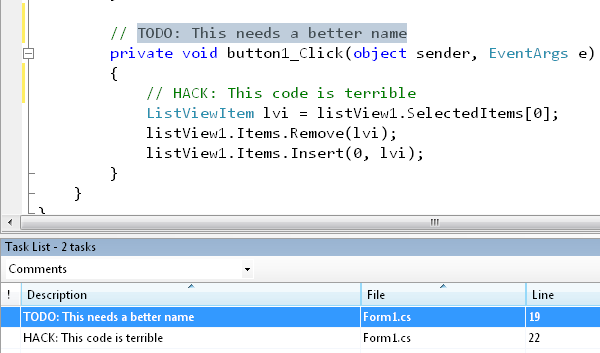 // TODO: This needs a better name
private void button1_Click(object sender, EventArgs e)
{
// HACK: This code is terrible
ListViewItem lvi = listView1.SelectedItems[0];
listView1.Items.Remove(lvi);
listView1.Items.Insert(0, lvi);
}
}
}
Task List - 2 tasks
Comments
! Description File Line
TODO: This needs a better name Form1.cs 19
HACK: This code is terrible Form1.cs 22